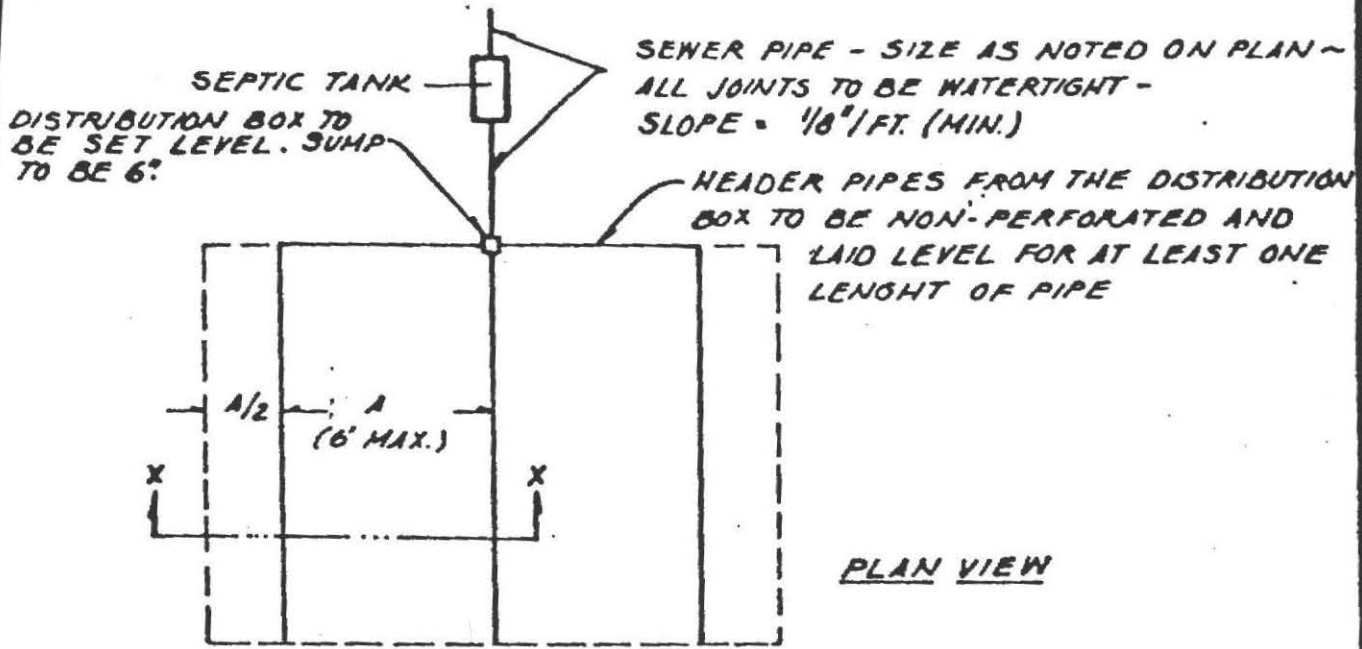 SEPTIC TANK
SEWER PIPE - SIZE AS NOTED ON PLAN ~
ALL JOINTS TO BE WATERTIGHT -
SLOPE = 1/8"/FT. (MIN.)
DISTRIBUTION BOX TO
BE SET LEVEL. SUMP
TO BE 6".
HEADER PIPES FROM THE DISTRIBUTION
BOX TO BE NON-PERFORATED AND
LAID LEVEL FOR AT LEAST ONE
LENGHT OF PIPE
A/2
A
(6' MAX.)
X X
PLAN VIEW